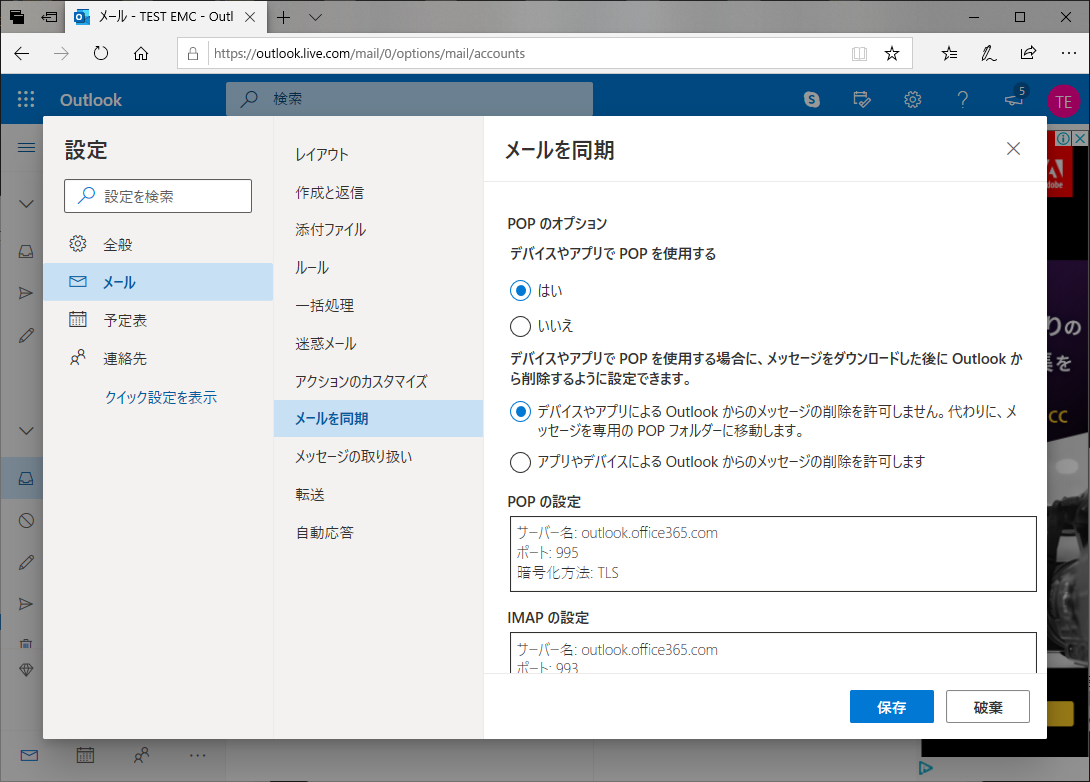 メール - TEST EMC - Outl
https://outlook.live.com/mail/0/options/mail/accounts
Outlook
検索
5
TE
設定
設定を検索
全般
メール
予定表
連絡先
クイック設定を表示
レイアウト
作成と返信
添付ファイル
ルール
一括処理
迷惑メール
アクションのカスタマイズ
メールを同期
メッセージの取り扱い
転送
自動応答
メールを同期
POP のオプション
デバイスやアプリで POP を使用する
はい
いいえ
デバイスやアプリで POP を使用する場合に、メッセージをダウンロードした後に Outlook か
ら削除するように設定できます。
デバイスやアプリによる Outlook からのメッセージの削除を許可しません。代わりに、メ
ッセージを専用の POP フォルダーに移動します。
アプリやデバイスによる Outlook からのメッセージの削除を許可します
POP の設定
サーバー名: outlook.office365.com
ポート: 995
暗号化方法: TLS
IMAP の設定
サーバー名: outlook.office365.com
ポート: 993
保存
破棄
りの
集を
CC